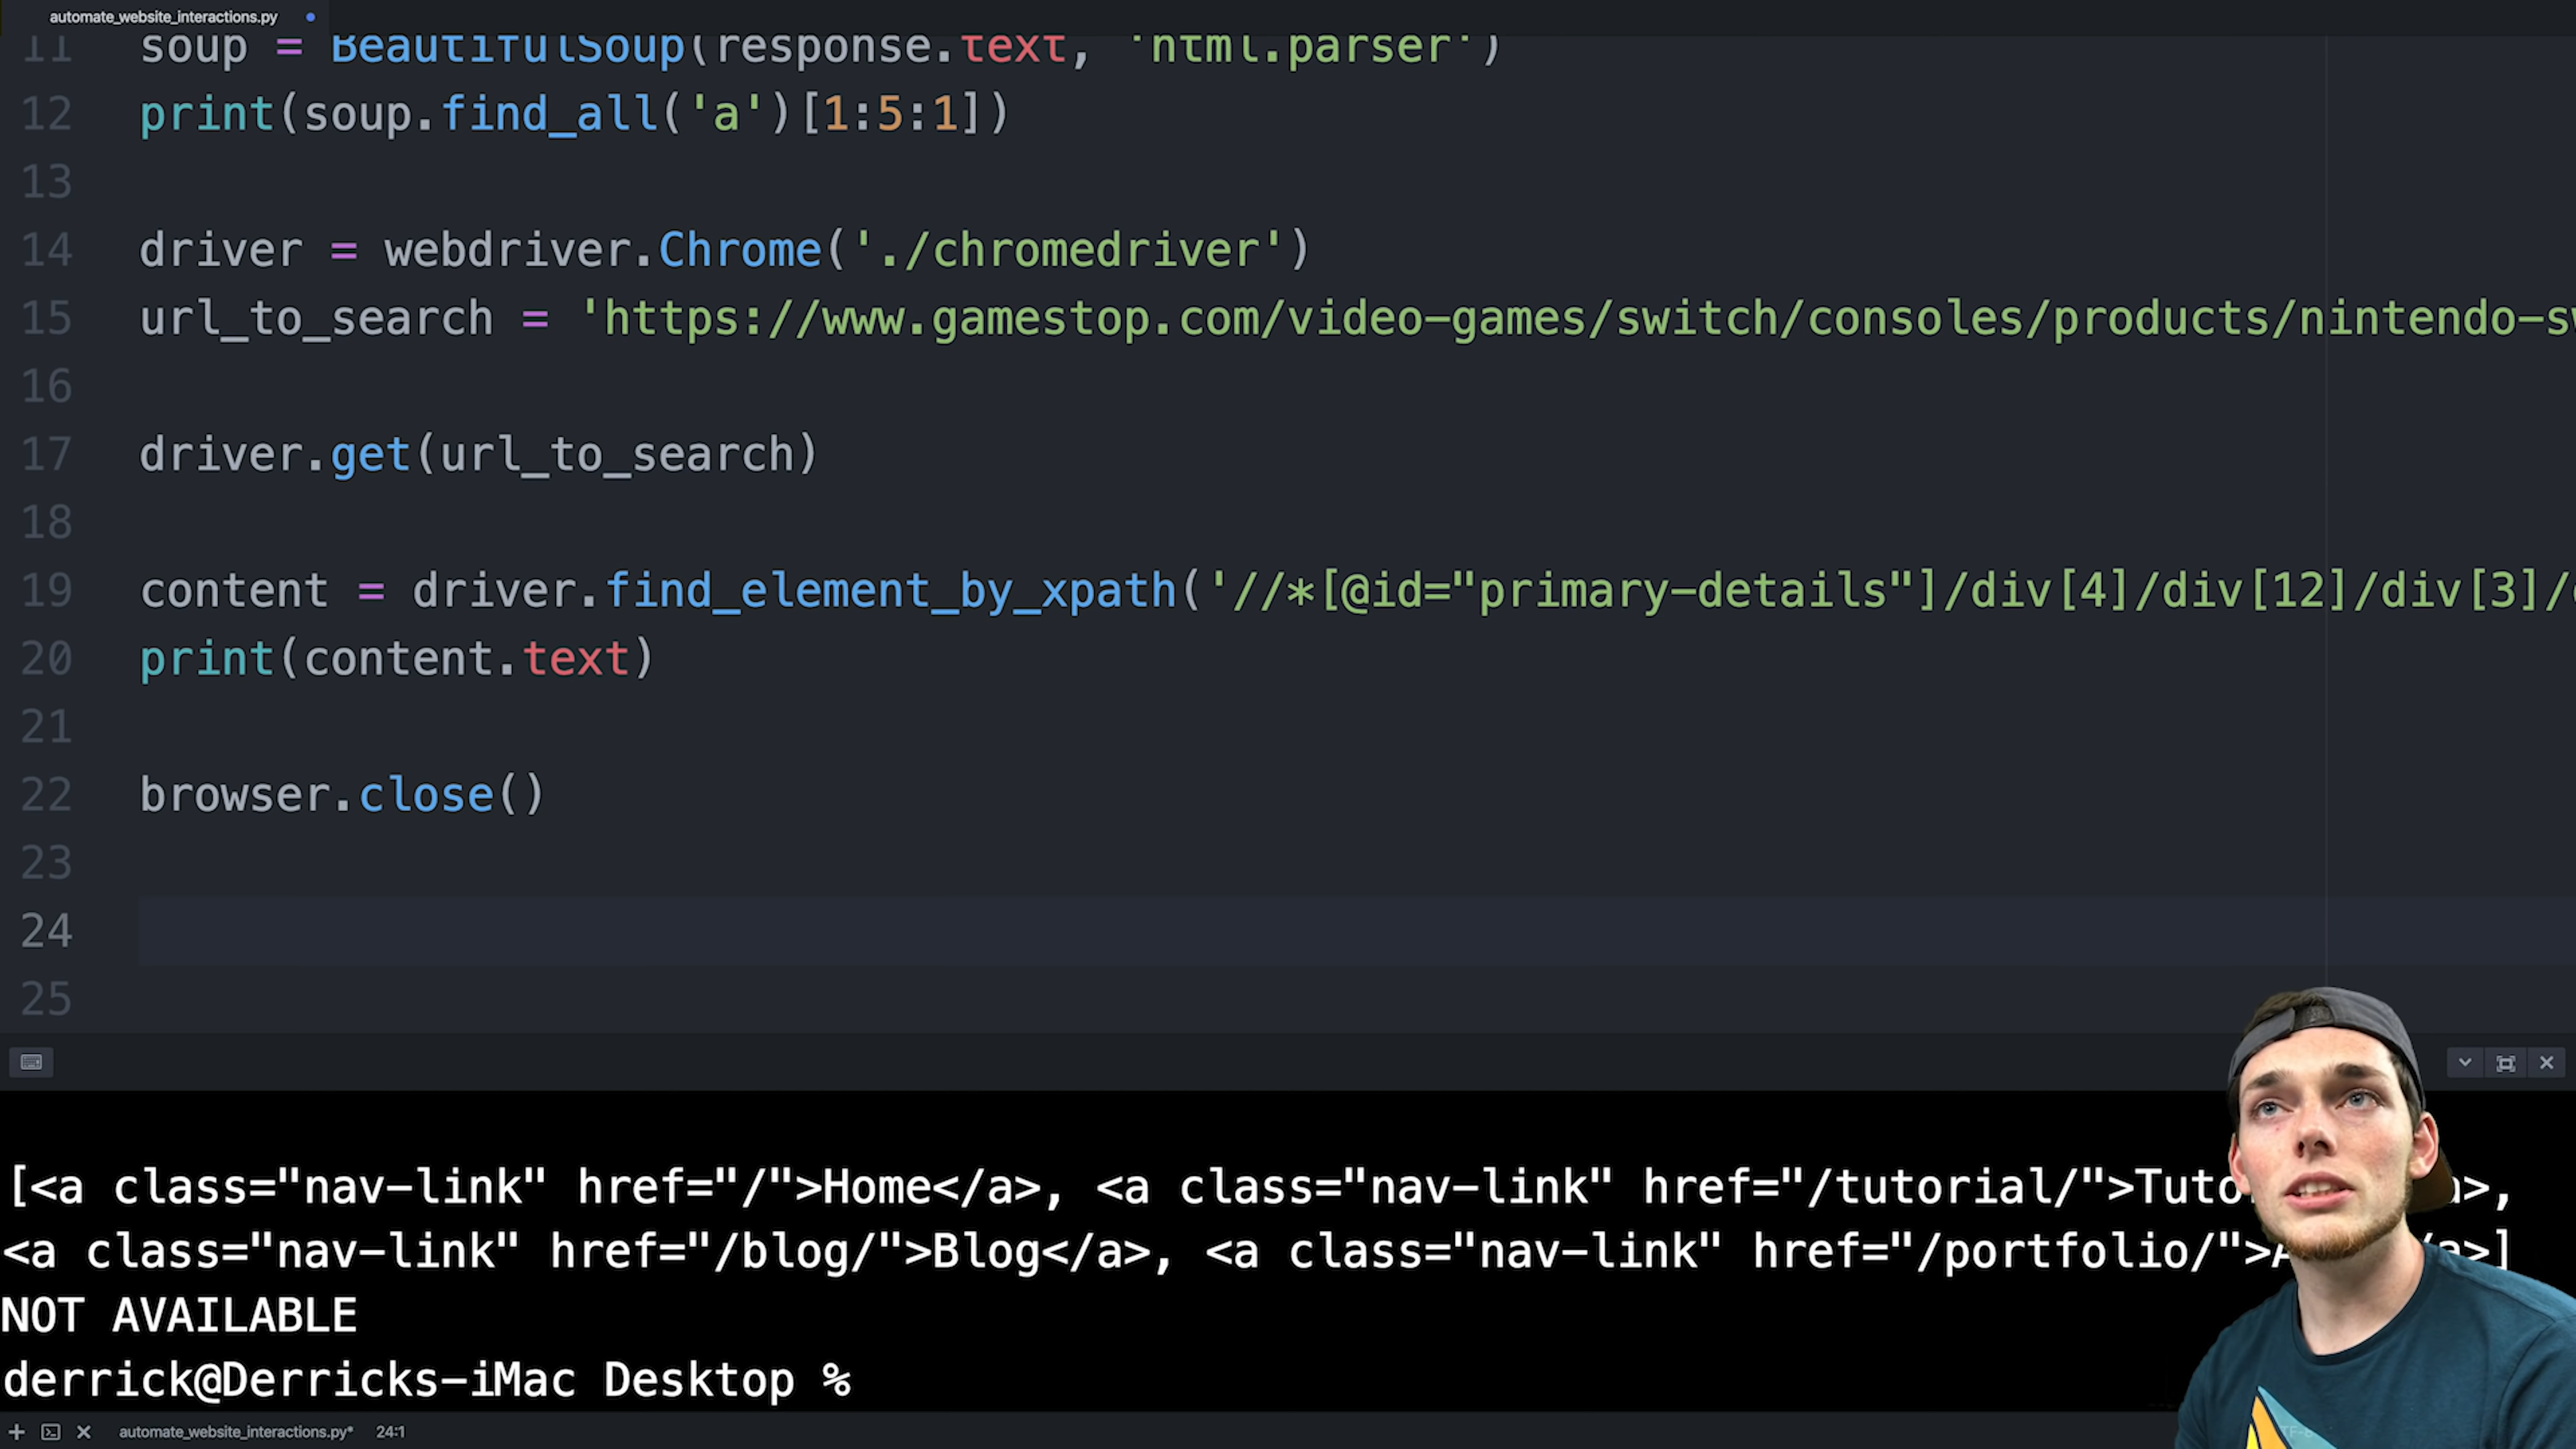 automate_website_interactions.py
11 soup = BeautifulSoup(response.text, 'html.parser')
12 print(soup.find_all('a')[1:5:1])
13
14 driver = webdriver.Chrome('./chromedriver')
15 url_to_search = 'https://www.gamestop.com/video-games/switch/consoles/products/nintendo-sw
16
17 driver.get(url_to_search)
18
19 content = driver.find_element_by_xpath('//*[@id="primary-details"]/div[4]/div[12]/div[3]/
20 print(content.text)
21
22 browser.close()
23
24
25
[<a class="nav-link" href="/">Home</a>, <a class="nav-link" href="/tutorial/">Tuto a>,
<a class="nav-link" href="/blog/">Blog</a>, <a class="nav-link" href="/portfolio/">A /a>]
NOT AVAILABLE
derrick@Derricks-iMac Desktop %
automate_website_interactions.py* 24:1